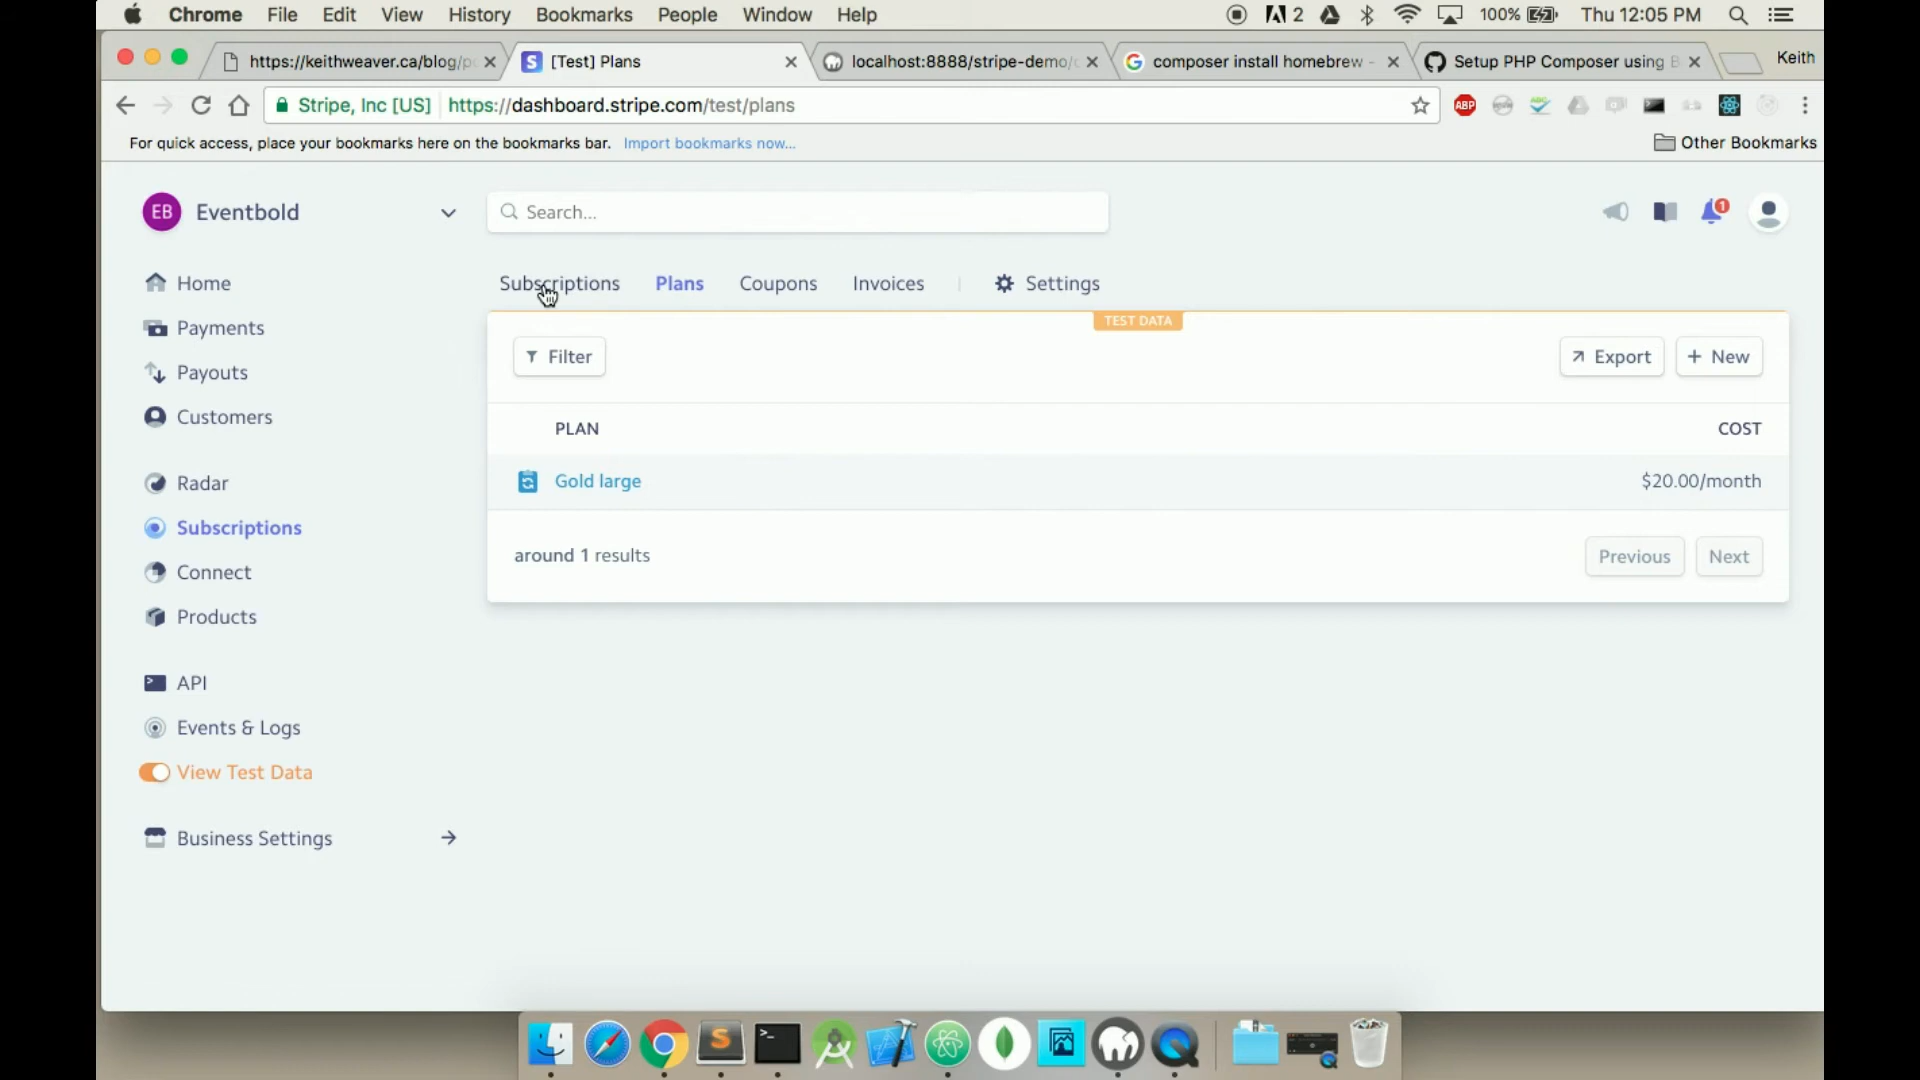 Chrome File Edit View History Bookmarks People Window Help 2 100% Thu 12:05 PM
https://keithweaver.ca/blog/p [Test] Plans localhost:8888/stripe-demo/ composer install homebrew - Setup PHP Composer using B Keith
Stripe, Inc [US] https://dashboard.stripe.com/test/plans ABP
For quick access, place your bookmarks here on the bookmarks bar. Import bookmarks now... Other Bookmarks
EB Eventbold Search... 1
Home Subscriptions Plans Coupons Invoices Settings
TEST DATA
Payments
Filter Export + New
Payouts
Customers
PLAN COST
Radar
Gold large $20.00/month
Subscriptions
around 1 results Previous Next
Connect
Products
API
Events & Logs
View Test Data
Business Settings